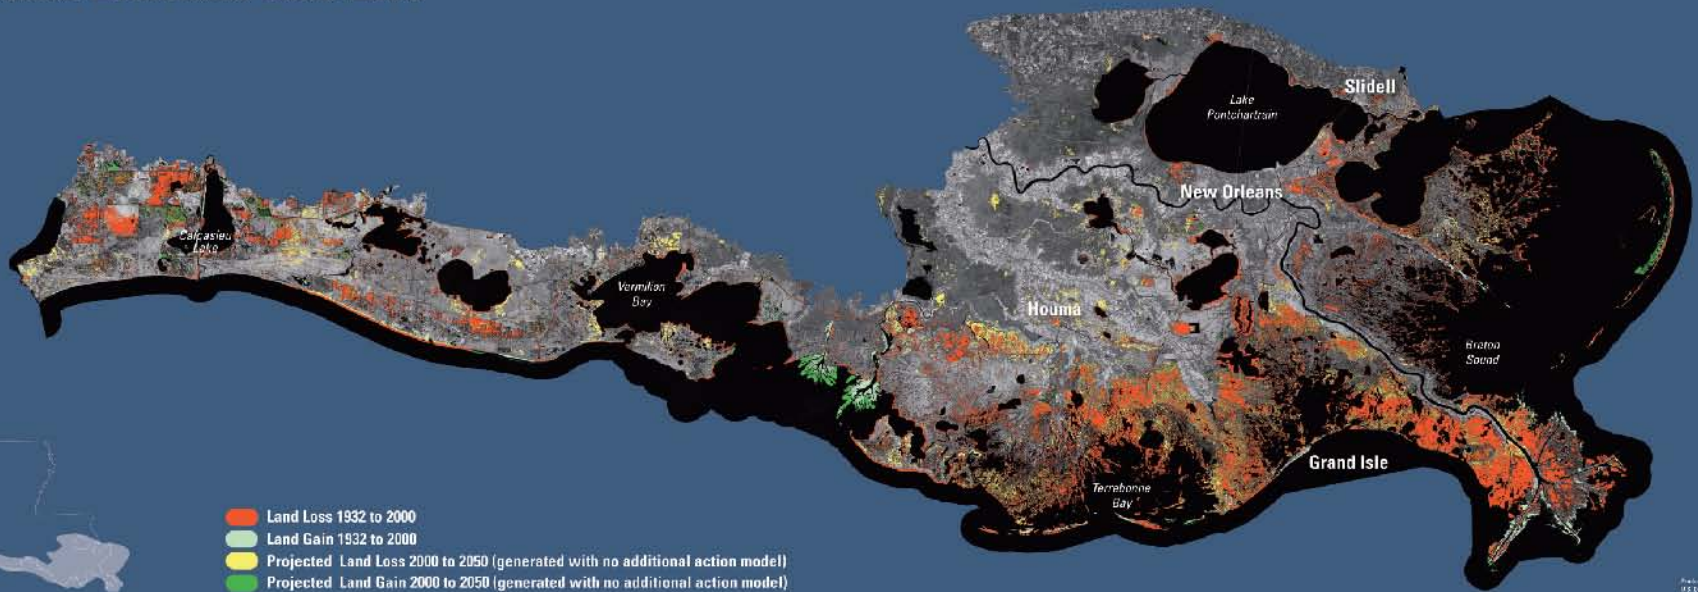 Slidell
Lake
Pontchartrain
New Orleans
Calcasieu
Lake
Vermilion
Bay
Houma
Breton
Sound
Grand Isle
Terrebonne
Bay
Land Loss 1932 to 2000
Land Gain 1932 to 2000
Projected Land Loss 2000 to 2050 (generated with no additional action model)
Projected Land Gain 2000 to 2050 (generated with no additional action model)